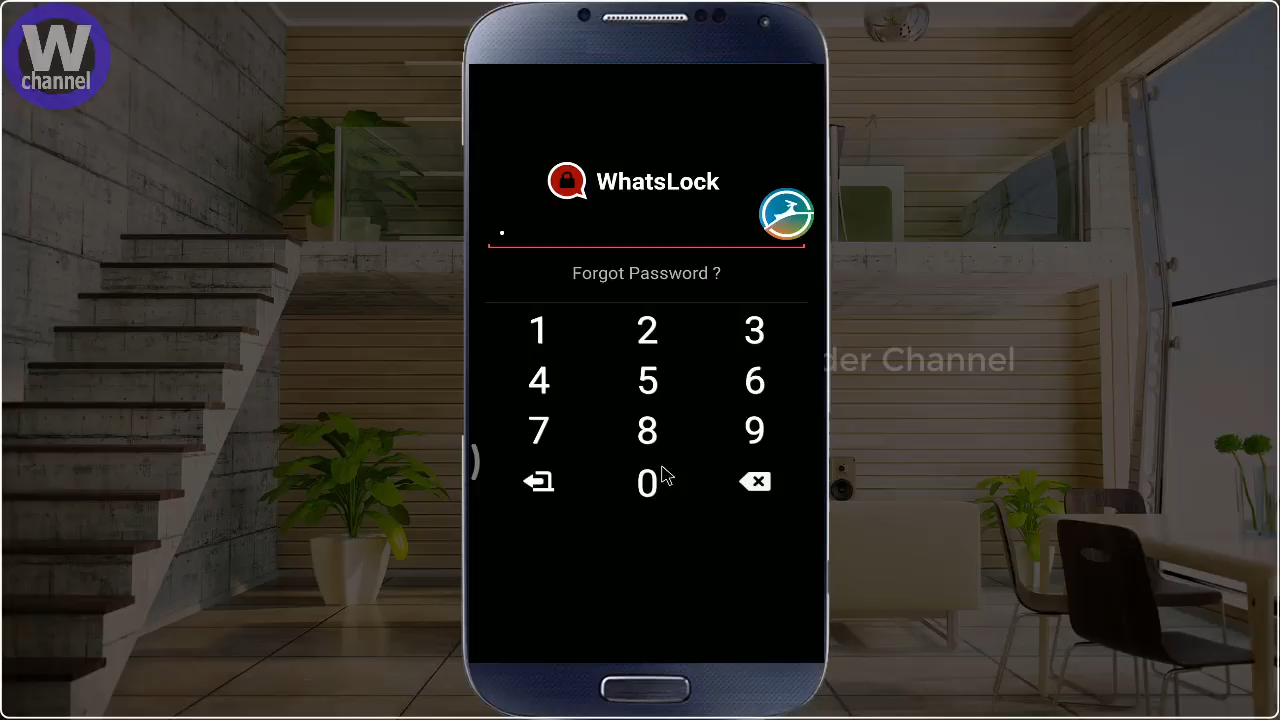 W
channel
WhatsLock
Forgot Password ?
1 2 3
4 5 6
7 8 9
0
der Channel